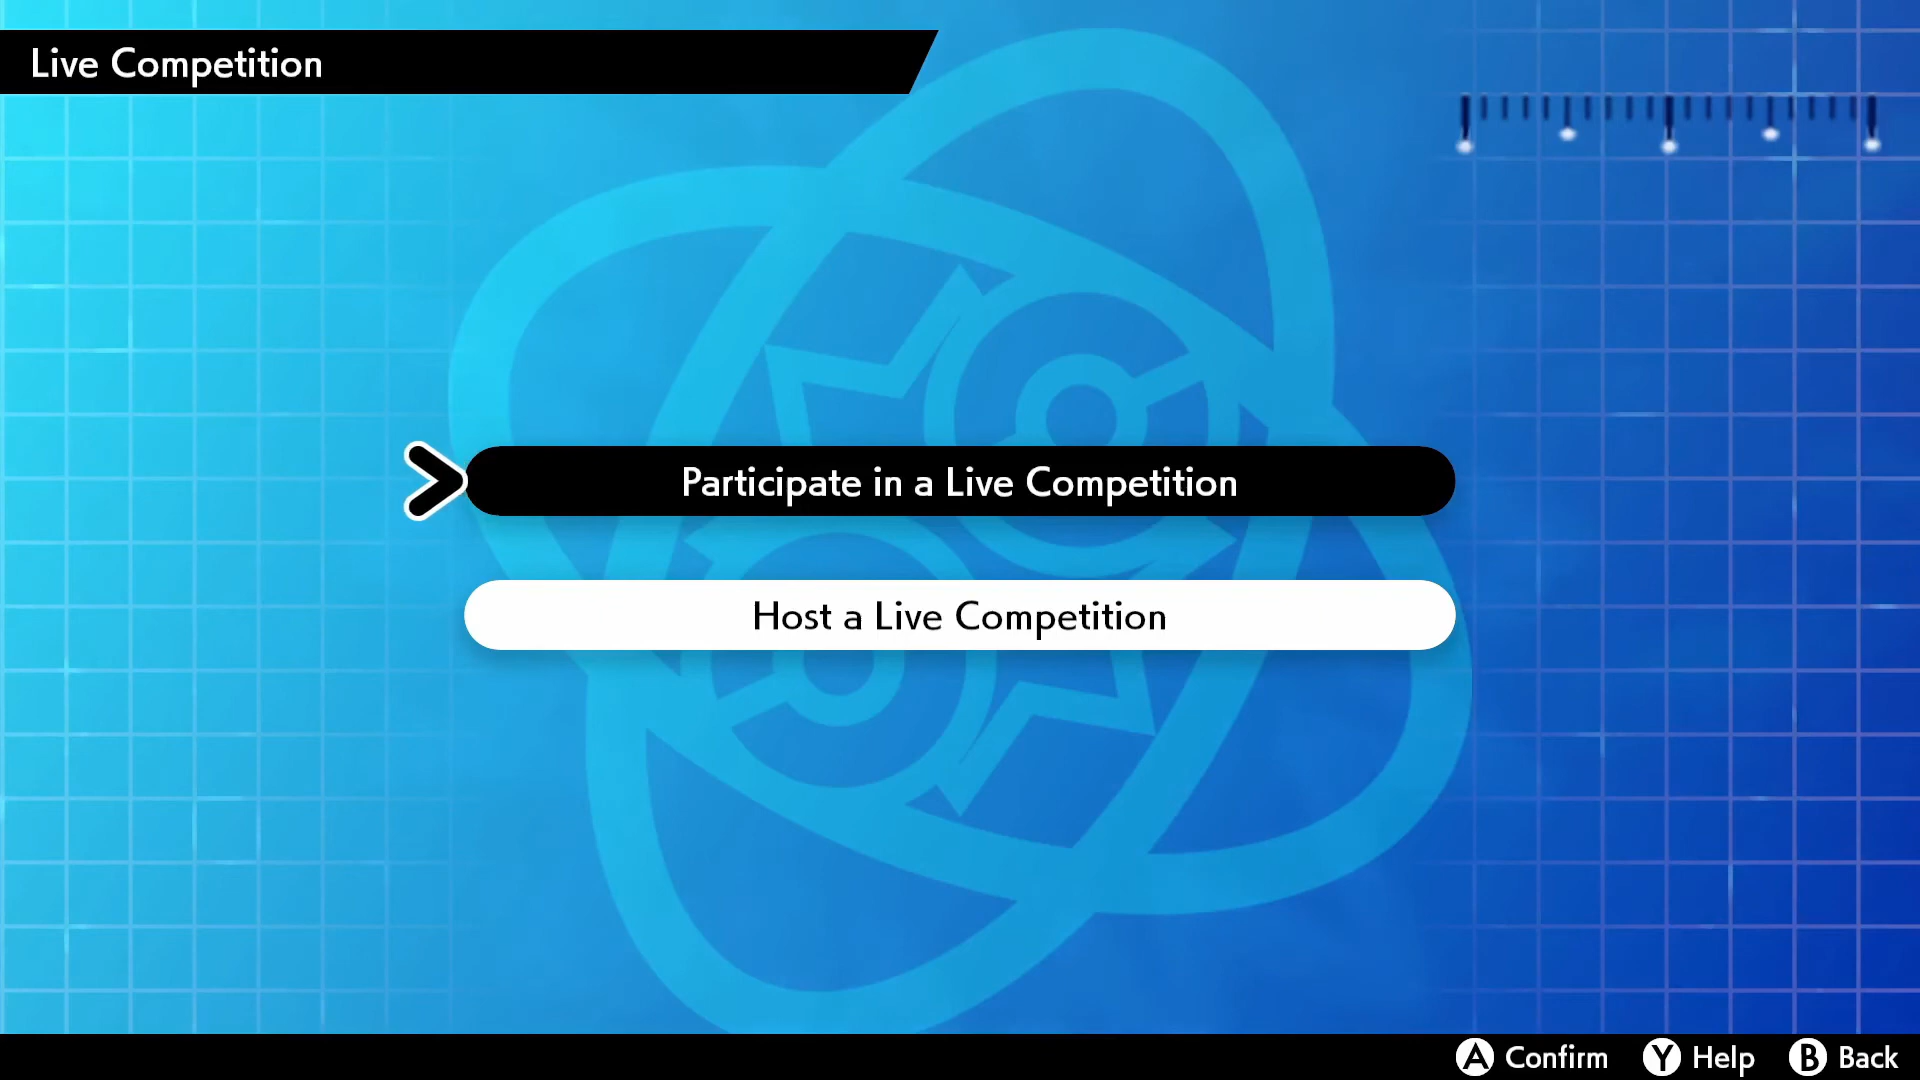 Live Competition
Participate in a Live Competition
Host a Live Competition
A Confirm Y Help B Back